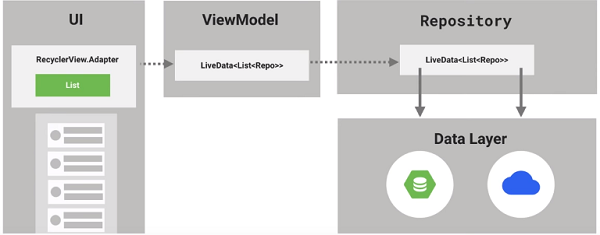 UI
RecyclerView.Adapter
List
ViewModel
LiveData<List<Repo>>
Repository
LiveData<List<Repo>>
Data Layer